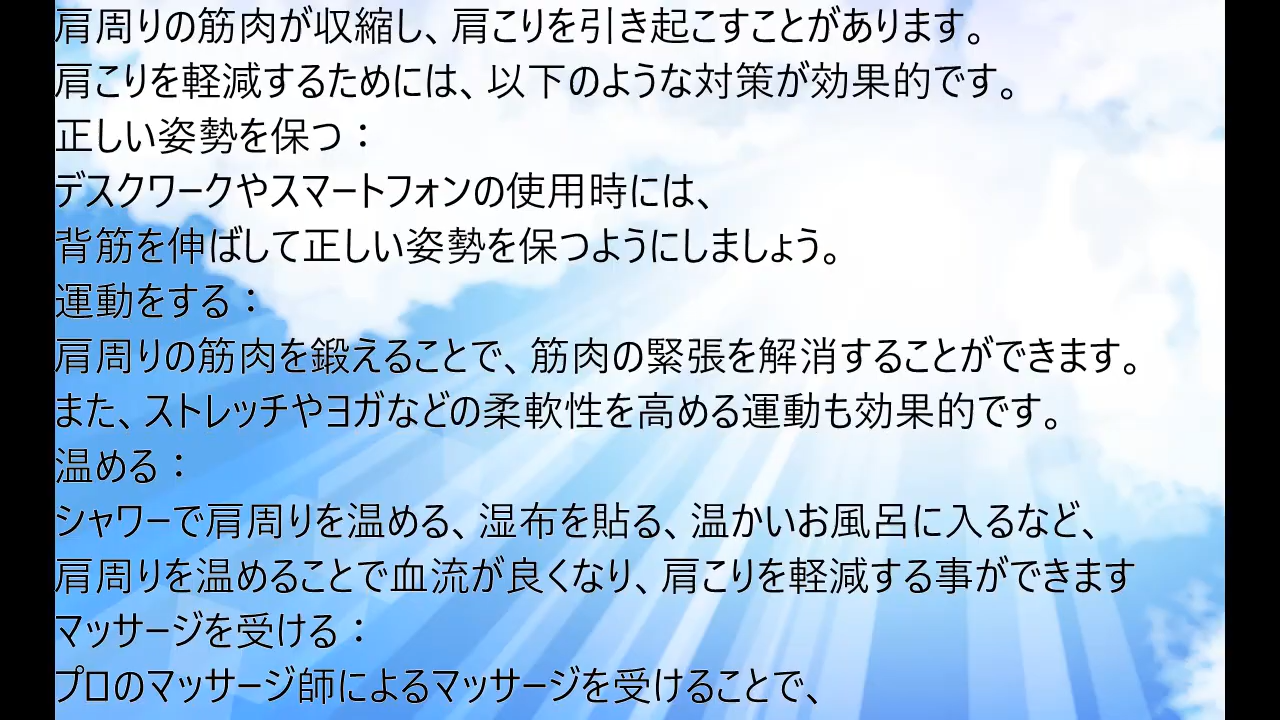 肩周りの筋肉が収縮し、肩こりを引き起こすことがあります。
肩こりを軽減するためには、以下のような対策が効果的です。
正しい姿勢を保つ：
デスクワークやスマートフォンの使用時には、
背筋を伸ばして正しい姿勢を保つようにしましょう。
運動をする：
肩周りの筋肉を鍛えることで、筋肉の緊張を解消することができます。
また、ストレッチやヨガなどの柔軟性を高める運動も効果的です。
温める：
シャワーで肩周りを温める、湿布を貼る、温かいお風呂に入るなど、
肩周りを温めることで血流が良くなり、肩こりを軽減する事ができます
マッサージを受ける：
プロのマッサージ師によるマッサージを受けることで、